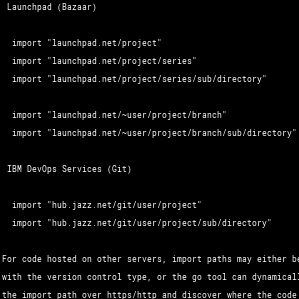 Launchpad (Bazaar)
import "launchpad.net/project"
import "launchpad.net/project/series"
import "launchpad.net/project/series/sub/directory"
import "launchpad.net/~user/project/branch"
import "launchpad.net/~user/project/branch/sub/directory"
IBM DevOps Services (Git)
import "hub.jazz.net/git/user/project"
import "hub.jazz.net/git/user/project/sub/directory"
For code hosted on other servers, import paths may either be
with the version control type, or the go tool can dynamicall
the import path over https/http and discover where the code